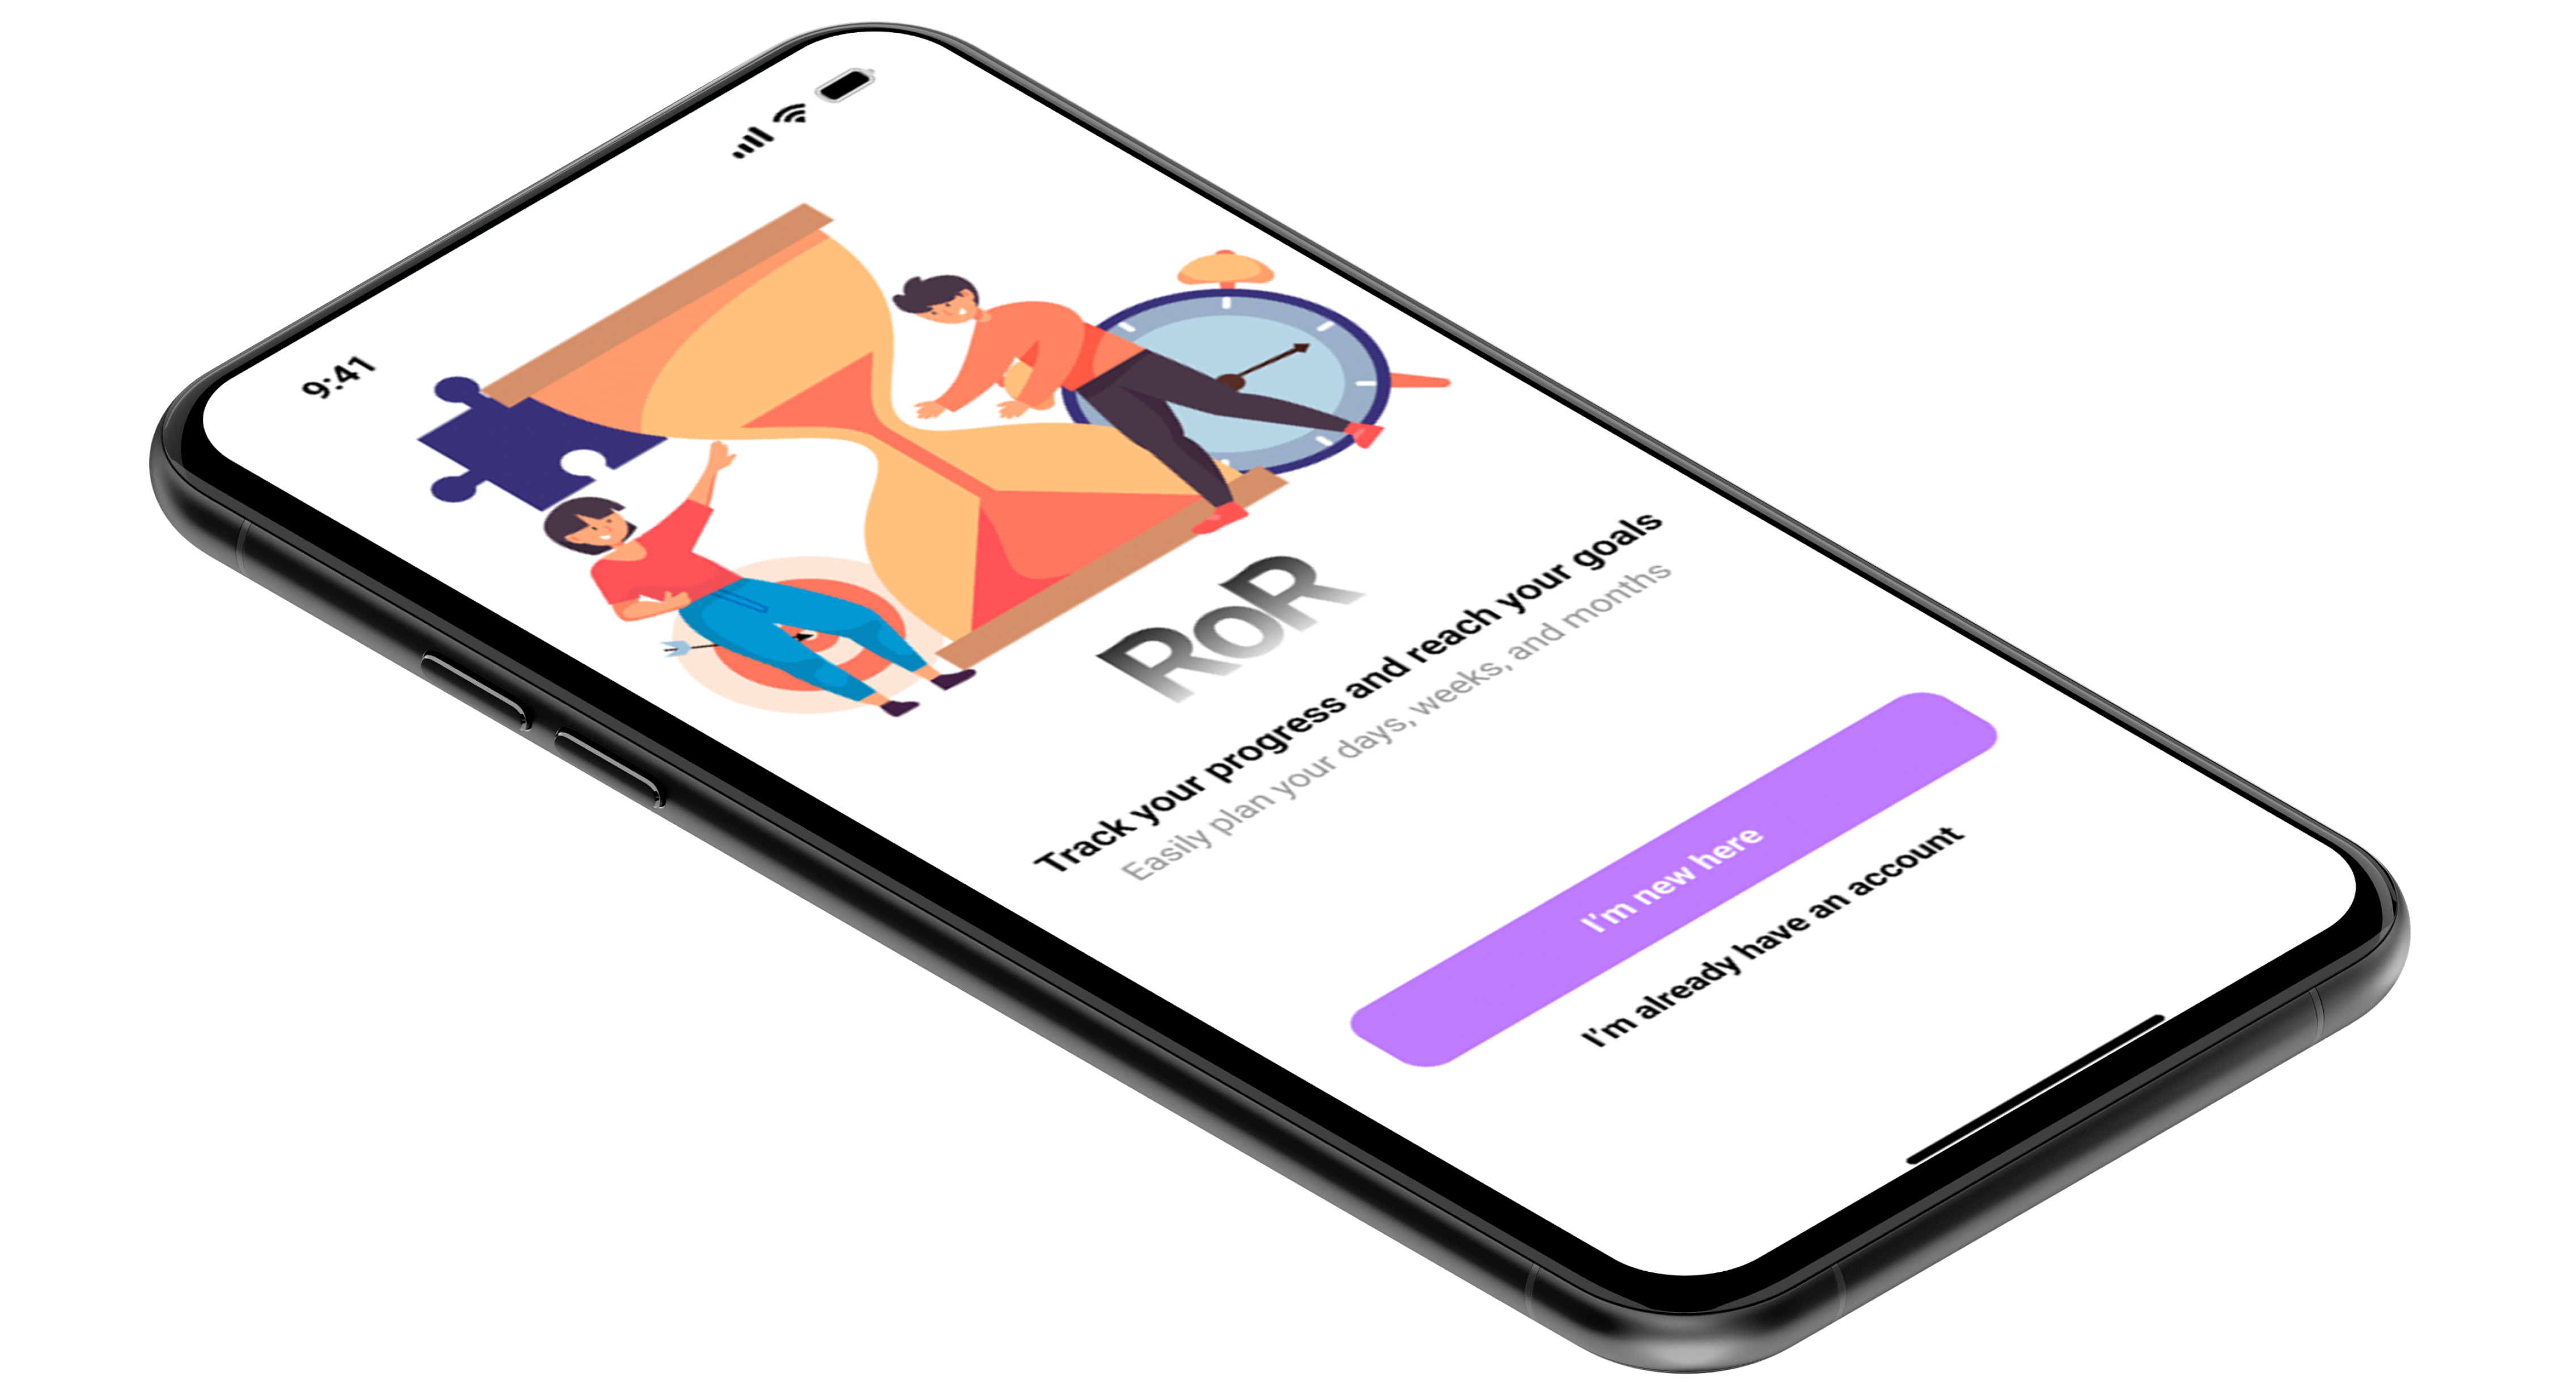 9:41
RoR
Track your progress and reach your goals
Easily plan your days, weeks, and months
I'm new here
I'm already have an account